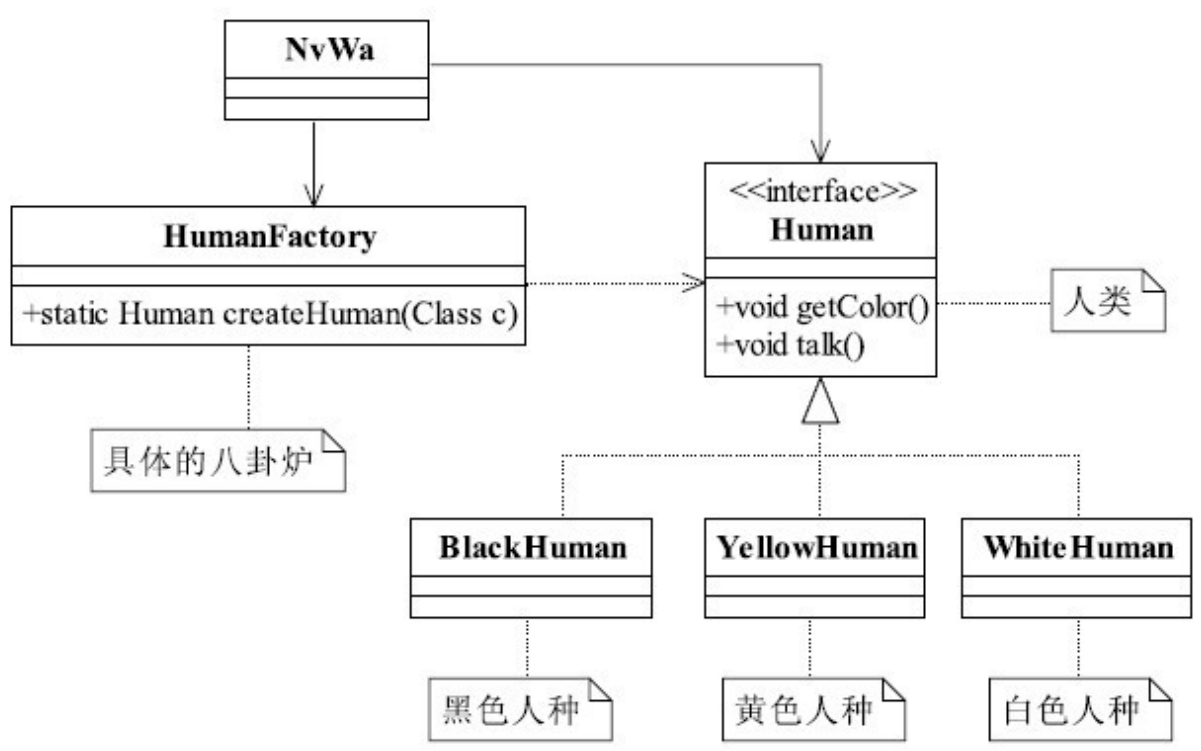 NvWa
<<interface>>
Human
HumanFactory
+static Human createHuman(Class c)
+void getColor()
+void talk()
人类
具体的八卦炉
BlackHuman
YellowHuman
WhiteHuman
黑色人种
黄色人种
白色人种